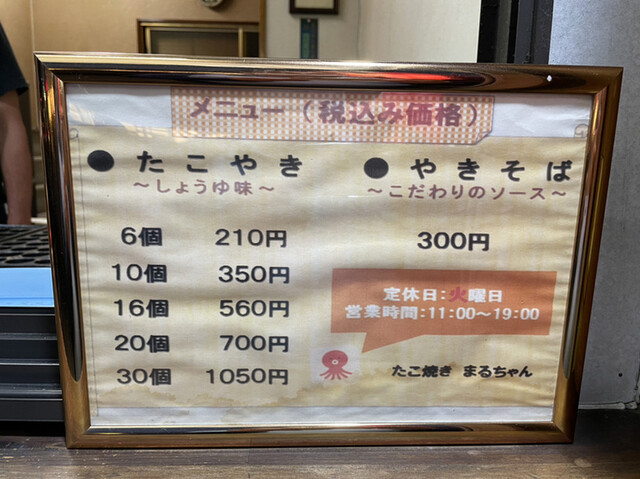 メニュー（税込み価格）
● たこやき
～しょうゆ味～
6個 210円
10個 350円
16個 560円
20個 700円
30個 1050円
● やきそば
～こだわりのソース～
300円
定休日：火曜日
営業時間：11:00～19:00
たこ焼き まるちゃん